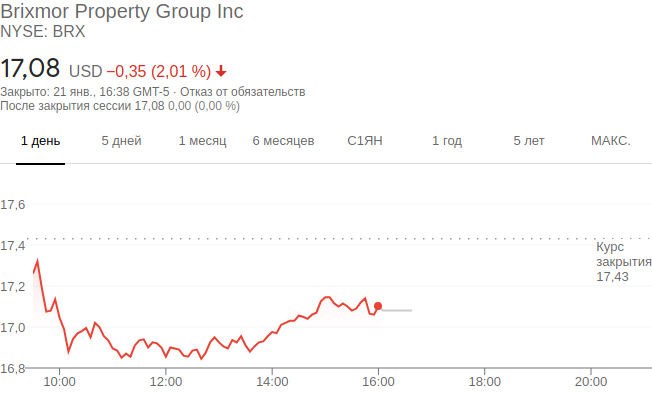 Brixmor Property Group Inc
NYSE: BRX
17,08 USD −0,35 (2,01 %)
Закрыто: 21 янв., 16:38 GMT-5 · Отказ от обязательств
После закрытия сессии 17,08 0,00 (0,00 %)
1 день 5 дней 1 месяц 6 месяцев С1ЯН 1 год 5 лет МАКС.
17,6
17,4
Курс
закрытия
17,43
17,2
17,0
16,8
10:00 12:00 14:00 16:00 18:00 20:00